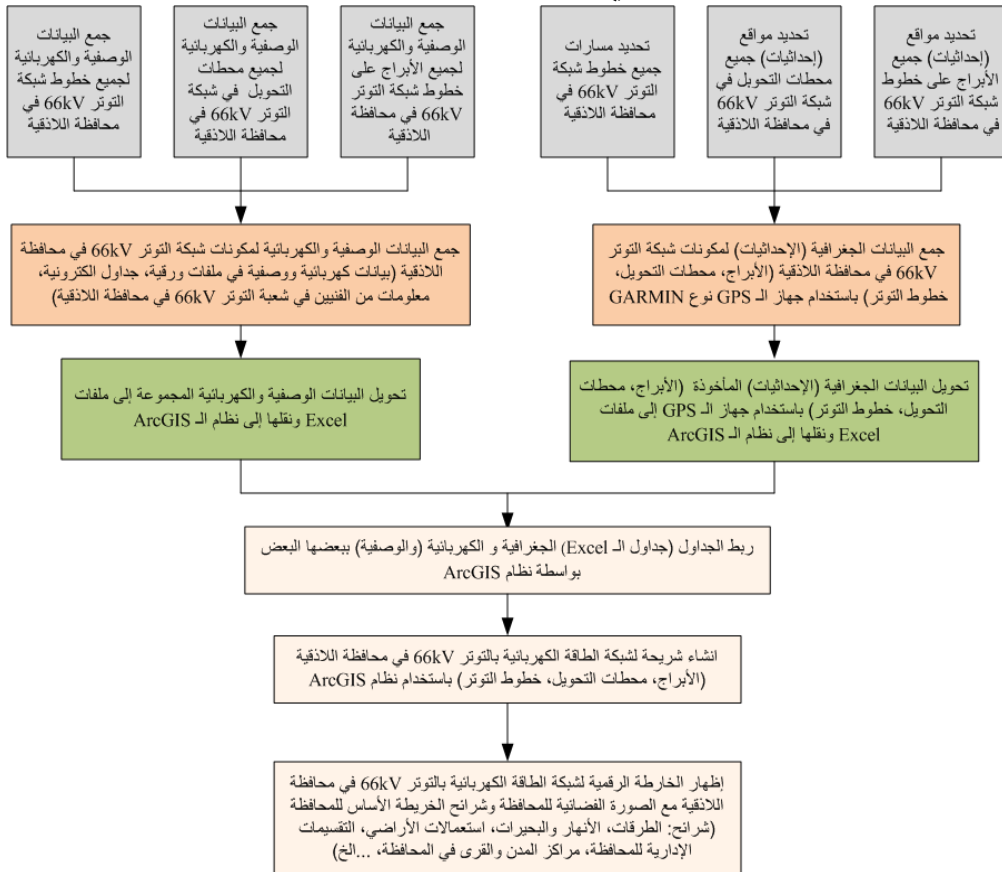 تحديد مواقع
(إحداثيات) جميع
الأبراج على خطوط
شبكة التوتر 66kV
في محافظة اللاذقية
تحديد مواقع
(إحداثيات) جميع
محطات التحويل في
شبكة التوتر 66kV
في محافظة اللاذقية
تحديد مسارات
جميع خطوط شبكة
التوتر 66kV في
محافظة اللاذقية
جمع البيانات
الوصفية والكهربائية
لجميع الأبراج على
خطوط شبكة التوتر
66kV في محافظة
اللاذقية
جمع البيانات
الوصفية والكهربائية
لجميع محطات
التحويل في شبكة
التوتر 66kV في
محافظة اللاذقية
جمع البيانات
الوصفية والكهربائية
لجميع خطوط شبكة
التوتر 66kV في
محافظة اللاذقية
جمع البيانات الجغرافية (الإحداثيات) لمكونات شبكة التوتر
66kV في محافظة اللاذقية (الأبراج، محطات التحويل،
خطوط التوتر) باستخدام جهاز الـ GPS نوع GARMIN
جمع البيانات الوصفية والكهربائية لمكونات شبكة التوتر 66kV في محافظة
اللاذقية (بيانات كهربائية ووصفية في ملفات ورقية، جداول الكترونية،
معلومات من الفنيين في شعبة التوتر 66kV في محافظة اللاذقية)
تحويل البيانات الجغرافية (الإحداثيات) المأخوذة (الأبراج، محطات
التحويل، خطوط التوتر) باستخدام جهاز الـ GPS إلى ملفات
Excel ونقلها إلى نظام الـ ArcGIS
تحويل البيانات الوصفية والكهربائية المجموعة إلى ملفات
Excel ونقلها إلى نظام الـ ArcGIS
ربط الجداول (جداول الـ Excel) الجغرافية و الكهربائية (والوصفية) ببعضها البعض
بواسطة نظام ArcGIS
انشاء شريحة لشبكة الطاقة الكهربائية بالتوتر 66kV في محافظة اللاذقية
(الأبراج، محطات التحويل، خطوط التوتر) باستخدام نظام ArcGIS
إظهار الخارطة الرقمية لشبكة الطاقة الكهربائية بالتوتر 66kV في محافظة
اللاذقية مع الصورة الفضائية للمحافظة وشرائح الخريطة الأساس للمحافظة
(شرائح: الطرقات، الأنهار والبحيرات، استعمالات الأراضي، التقسيمات
الإدارية للمحافظة، مراكز المدن والقرى في المحافظة، ...الخ)